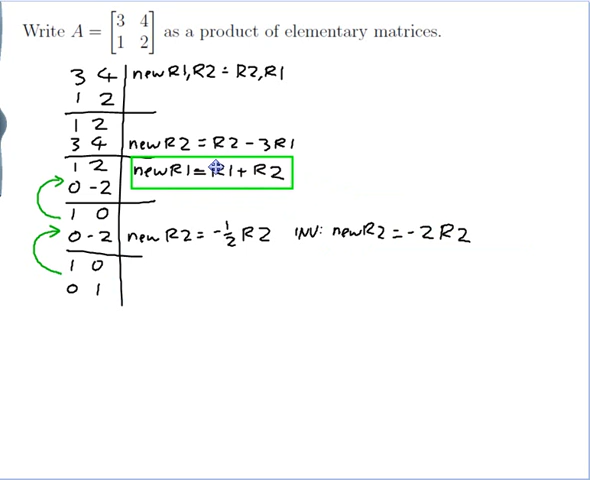 Write A = [3 4 1 2] as a product of elementary matrices.
3 4 new R1,R2 = R2,R1
1 2
1 2
3 4 new R2 = R2 - 3R1
1 2 new R1 = R1 + R2
0 -2
1 0
0 -2 new R2 = -1/2 R2 INV: new R2 = -2R2
1 0
0 1